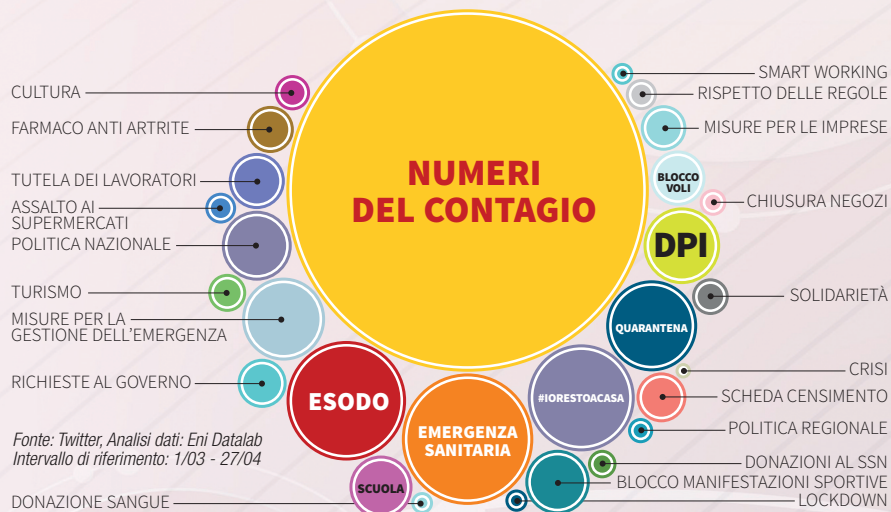 CULTURA
FARMACO ANTI ARTRITE
TUTELA DEI LAVORATORI
ASSALTO AI
SUPERMERCATI
POLITICA NAZIONALE
TURISMO
MISURE PER LA
GESTIONE DELL’EMERGENZA
RICHIESTE AL GOVERNO
Fonte: Twitter, Analisi dati: Eni Datalab
Intervallo di riferimento: 1/03 - 27/04
DONAZIONE SANGUE
NUMERI
DEL CONTAGIO
ESODO
EMERGENZA
SANITARIA
SCUOLA
#IORESTOACASA
QUARANTENA
DPI
BLOCCO
VOLI
SMART WORKING
RISPETTO DELLE REGOLE
MISURE PER LE IMPRESE
CHIUSURA NEGOZI
SOLIDARIETÀ
CRISI
SCHEDA CENSIMENTO
POLITICA REGIONALE
DONAZIONI AL SSN
BLOCCO MANIFESTAZIONI SPORTIVE
LOCKDOWN